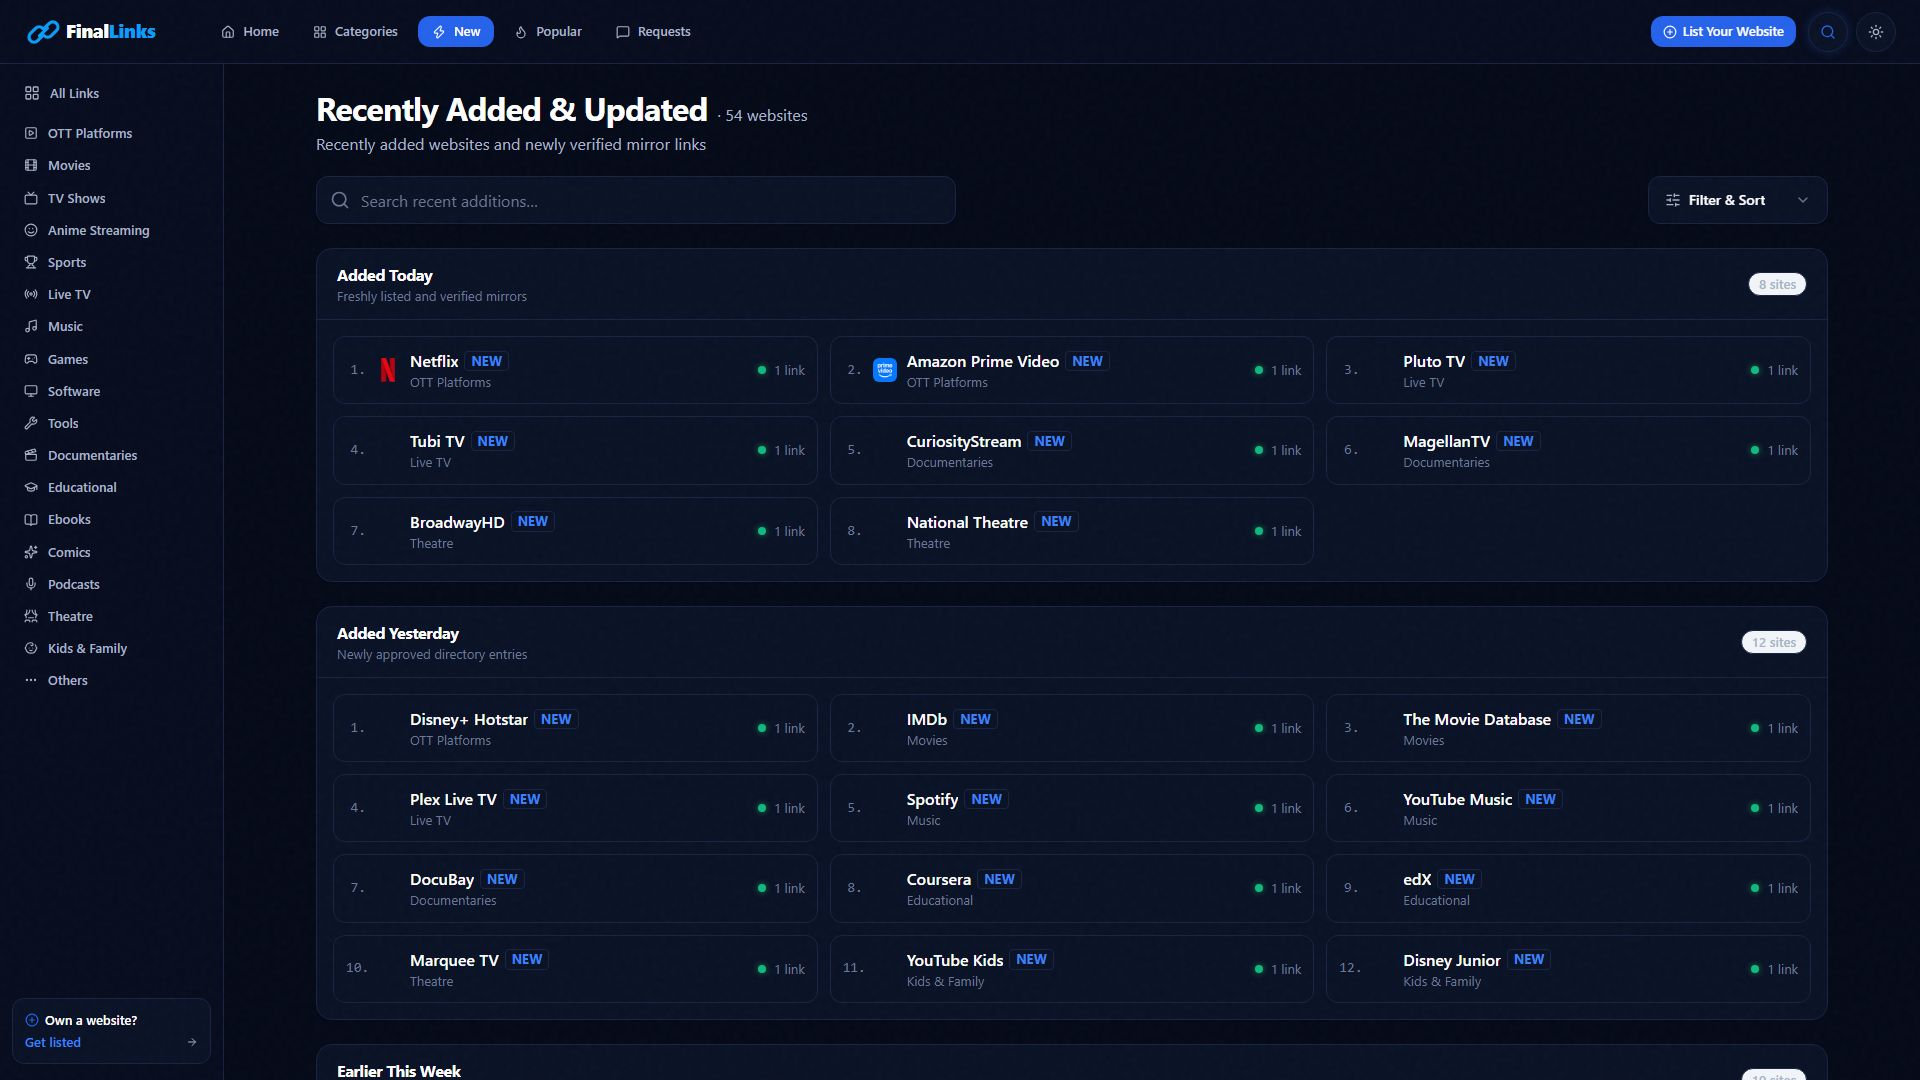 FinalLinks
Home
Categories
New
Popular
Requests
List Your Website
All Links
OTT Platforms
Movies
TV Shows
Anime Streaming
Sports
Live TV
Music
Games
Software
Tools
Documentaries
Educational
Ebooks
Comics
Podcasts
Theatre
Kids & Family
Others
Own a website?
Get listed
Recently Added & Updated · 54 websites
Recently added websites and newly verified mirror links
Search recent additions...
Filter & Sort
Added Today
Freshly listed and verified mirrors
8 sites
1. Netflix NEW
OTT Platforms
1 link
2. prime video Amazon Prime Video NEW
OTT Platforms
1 link
3. Pluto TV NEW
Live TV
1 link
4. Tubi TV NEW
Live TV
1 link
5. CuriosityStream NEW
Documentaries
1 link
6. MagellanTV NEW
Documentaries
1 link
7. BroadwayHD NEW
Theatre
1 link
8. National Theatre NEW
Theatre
1 link
Added Yesterday
Newly approved directory entries
12 sites
1. Disney+ Hotstar NEW
OTT Platforms
1 link
2. IMDb NEW
Movies
1 link
3. The Movie Database NEW
Movies
1 link
4. Plex Live TV NEW
Live TV
1 link
5. Spotify NEW
Music
1 link
6. YouTube Music NEW
Music
1 link
7. DocuBay NEW
Documentaries
1 link
8. Coursera NEW
Educational
1 link
9. edX NEW
Educational
1 link
10. Marquee TV NEW
Theatre
1 link
11. YouTube Kids NEW
Kids & Family
1 link
12. Disney Junior NEW
Kids & Family
1 link
Earlier This Week